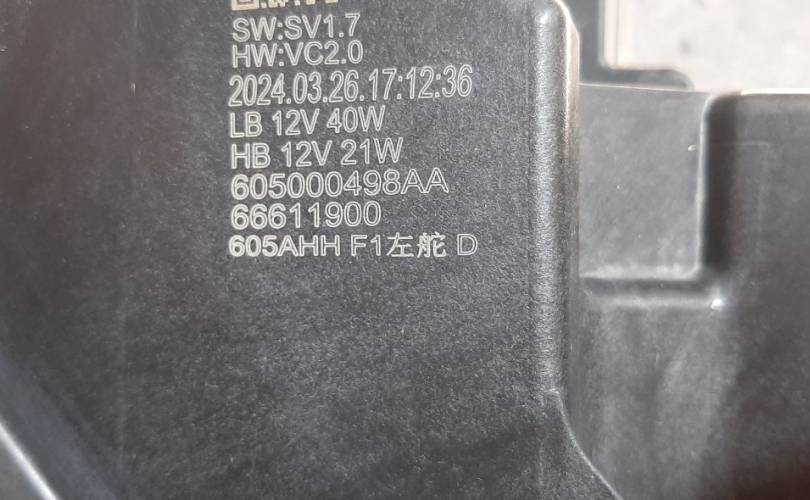 SW:SV1.7
HW:VC2.0
2024.03.26.17:12:36
LB 12V 40W
HB 12V 21W
605000498AA
66611900
605AHH F1左舵 D